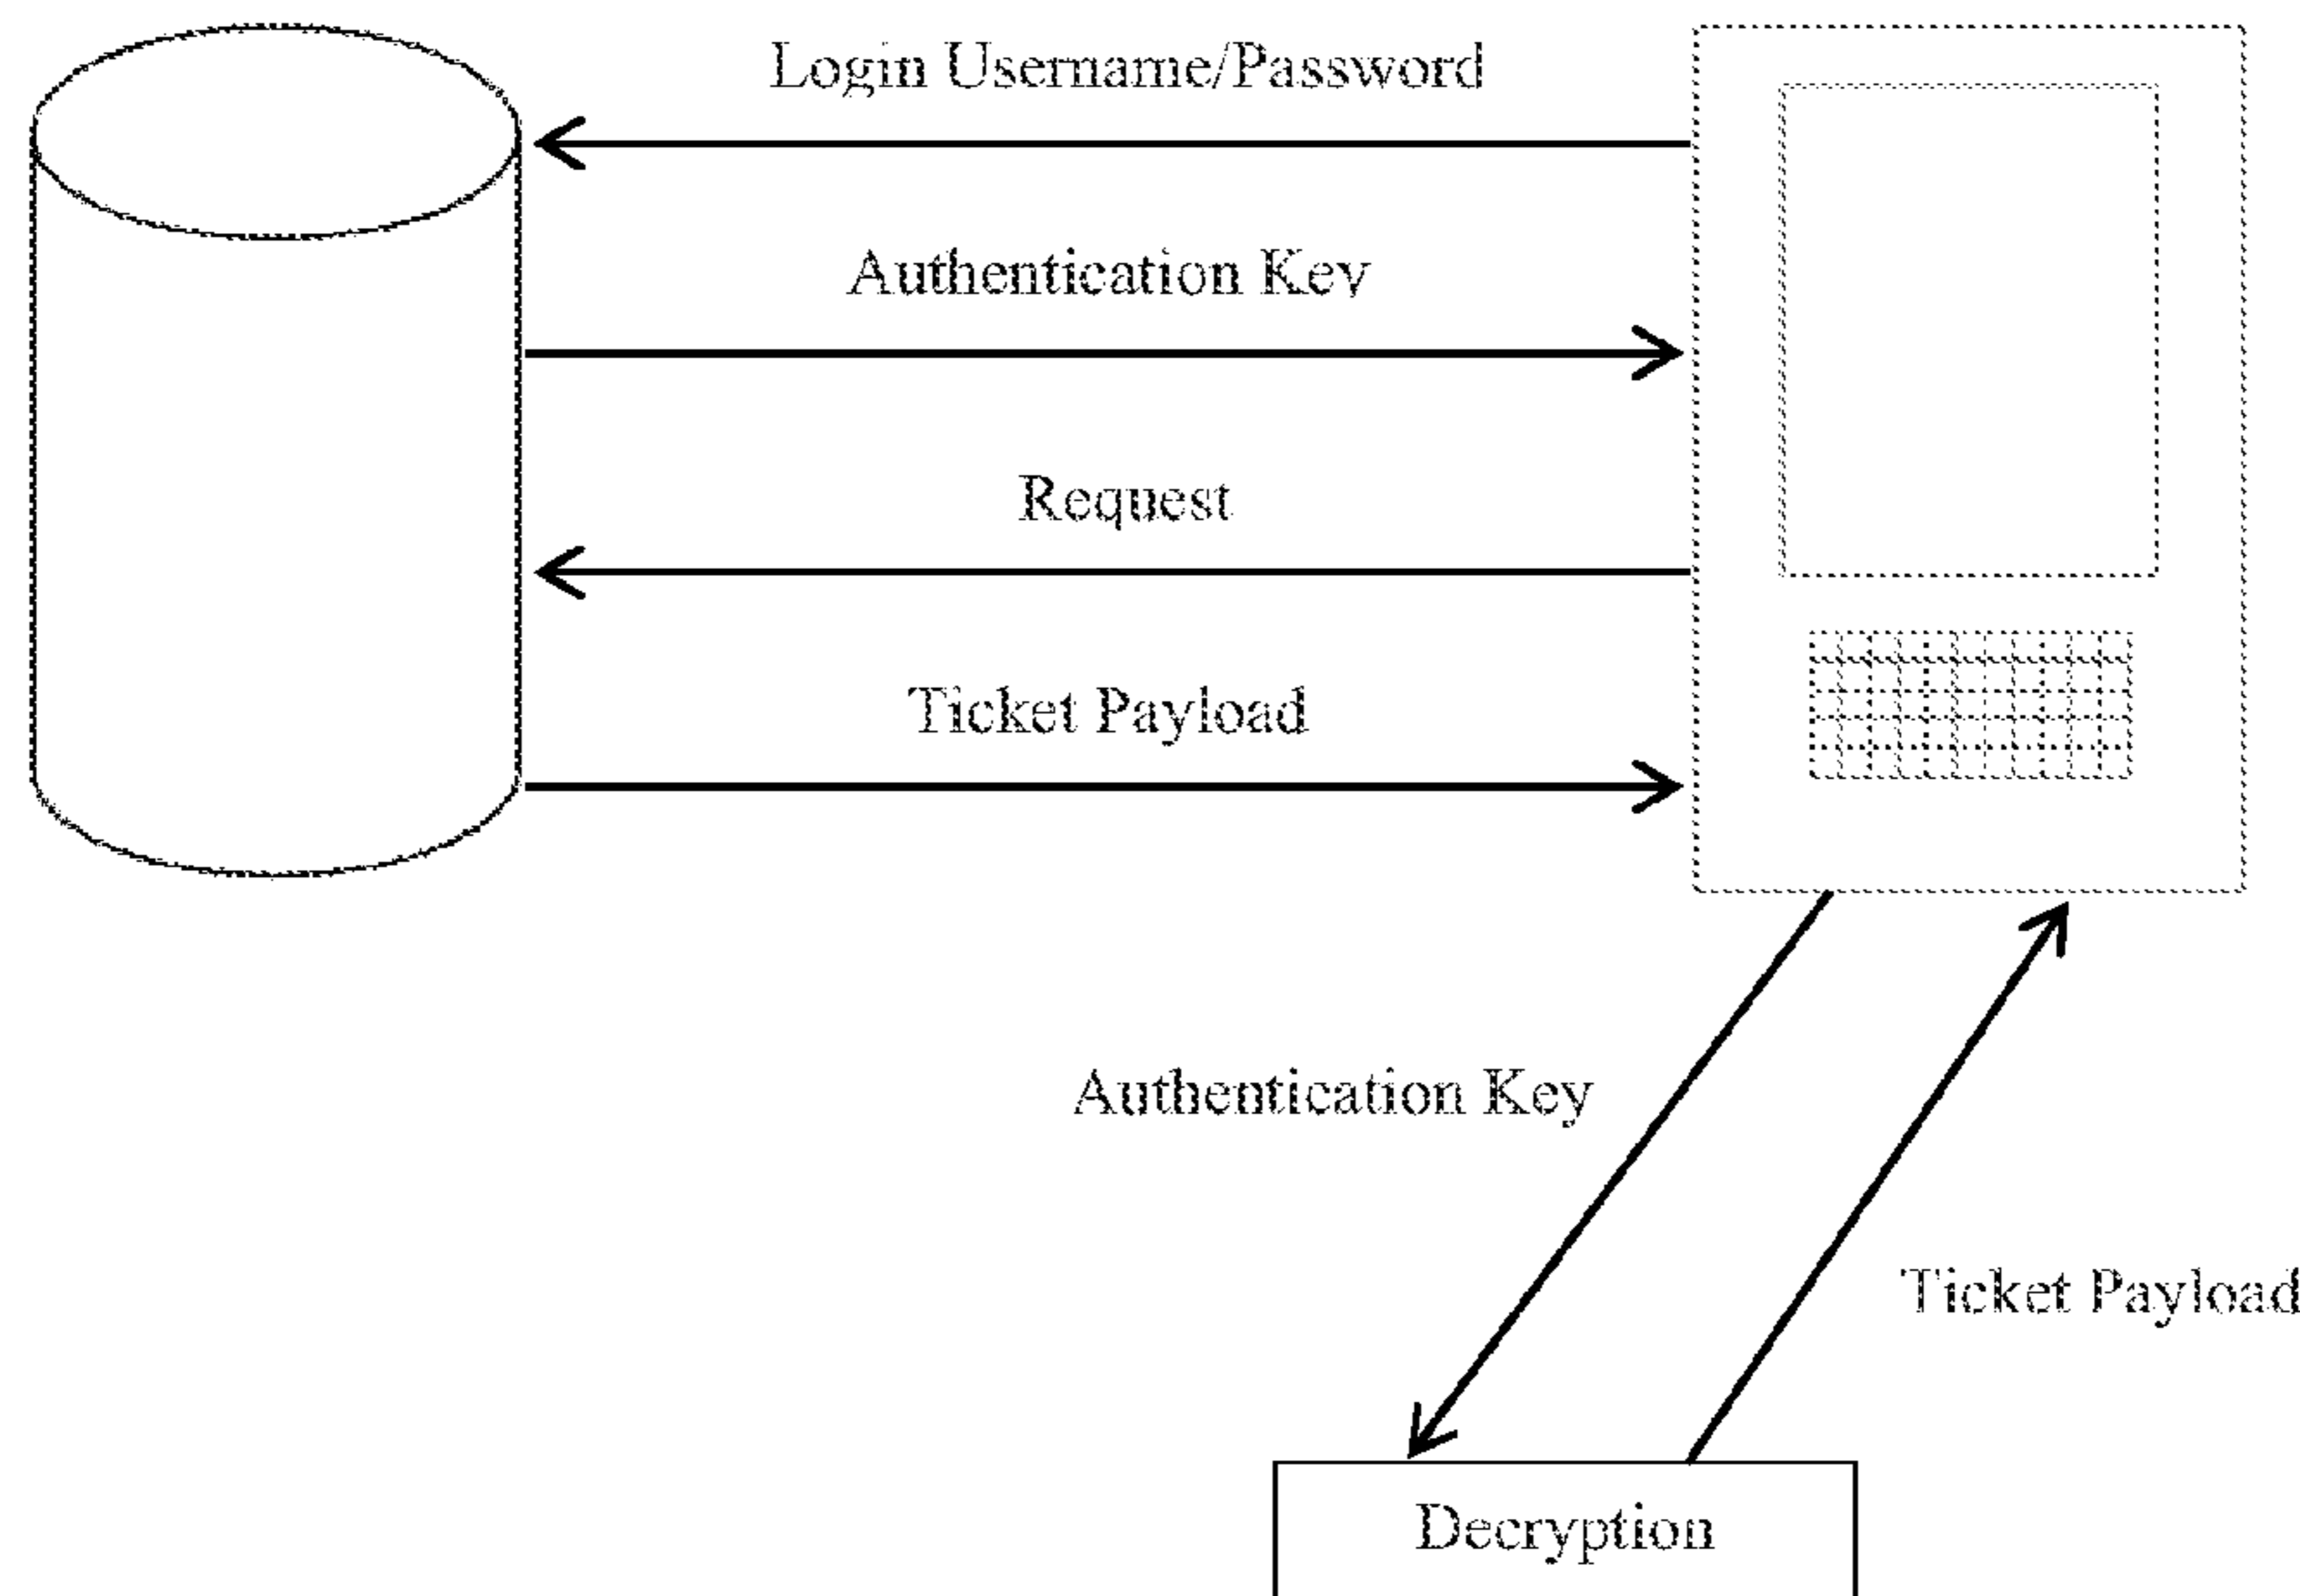 Login Username/Password
Authentication Key
Request
Ticket Payload
Authentication Key
Ticket Payload
Decryption